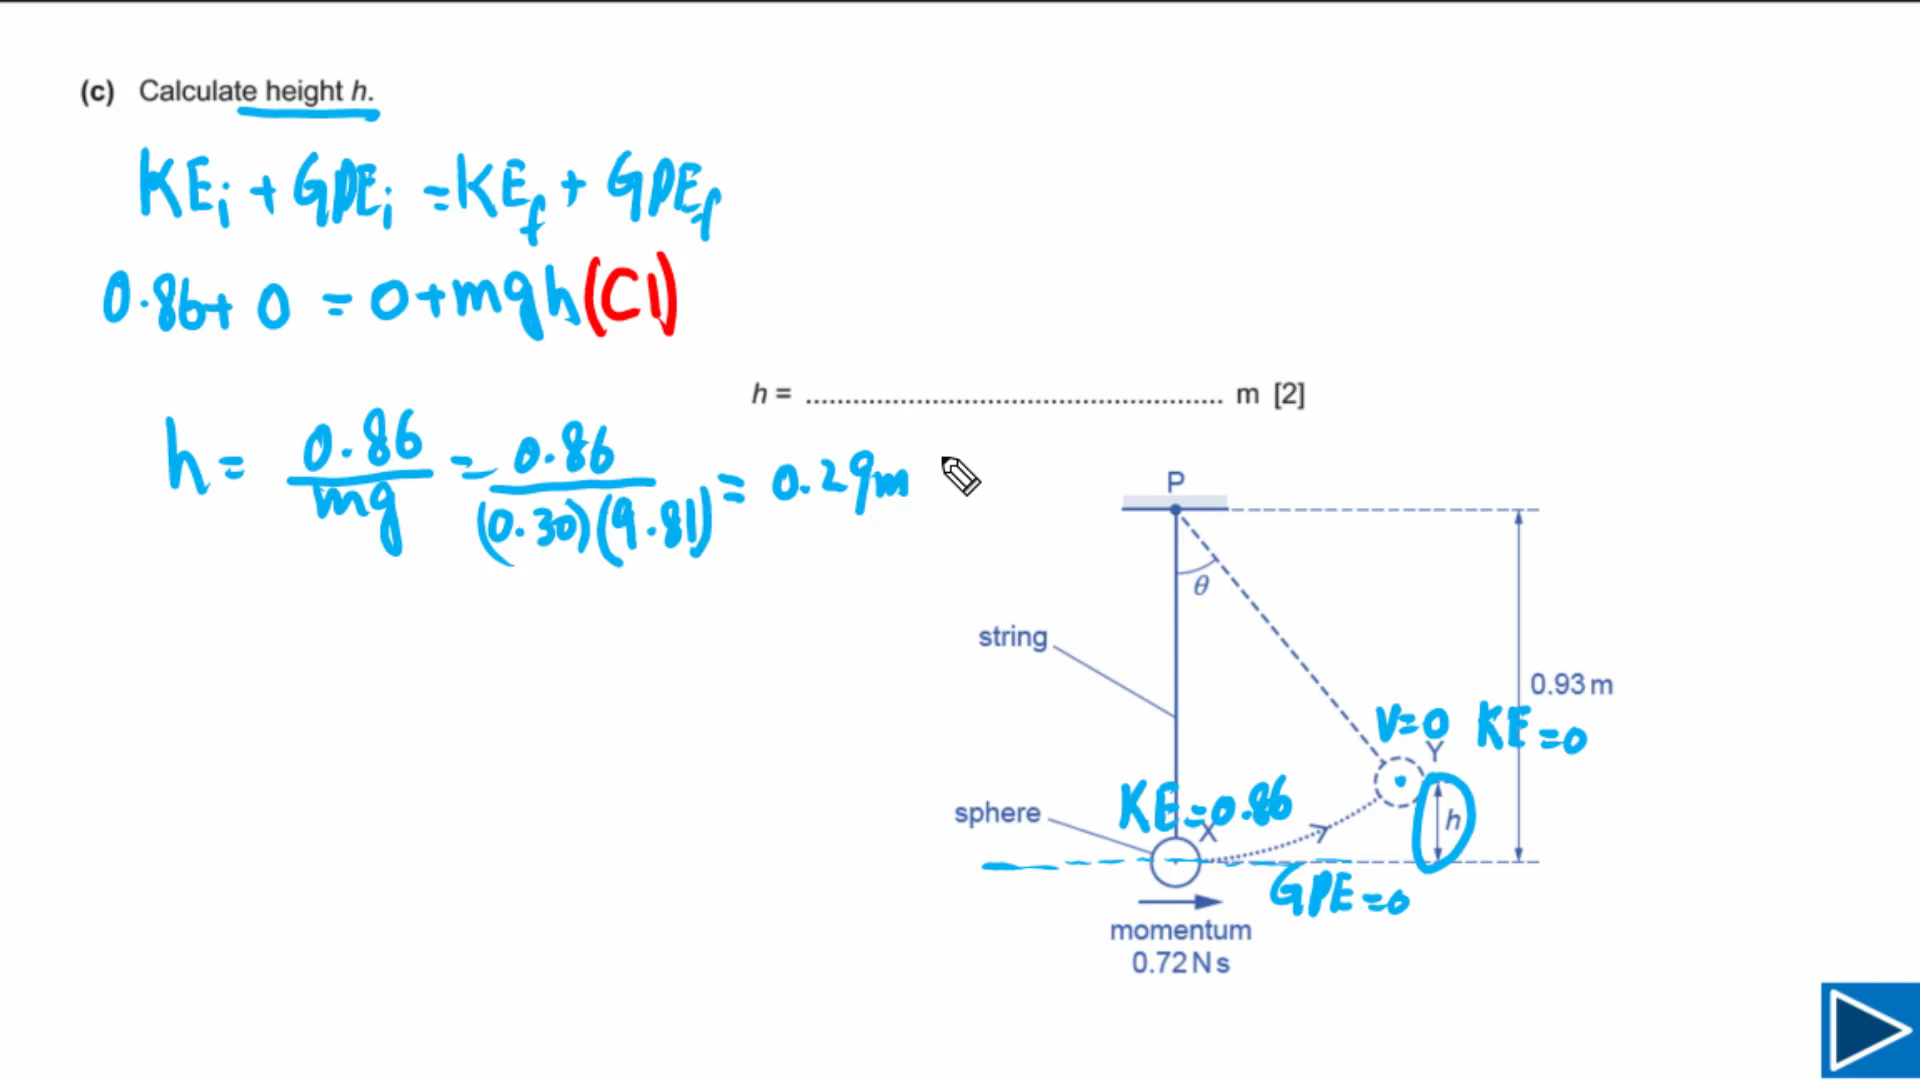 (c) Calculate height h.
KEi + GPEi = KEf + GPEf
0.86 + 0 = 0 + mgh (C1)
h = ........................................................ m [2]
h = 0.86/mg = 0.86/(0.30)(9.81) = 0.29m
P
θ
string
0.93 m
V=0 KE=0
Y
KE=0.86
h
sphere
X
GPE=0
momentum
0.72 N s